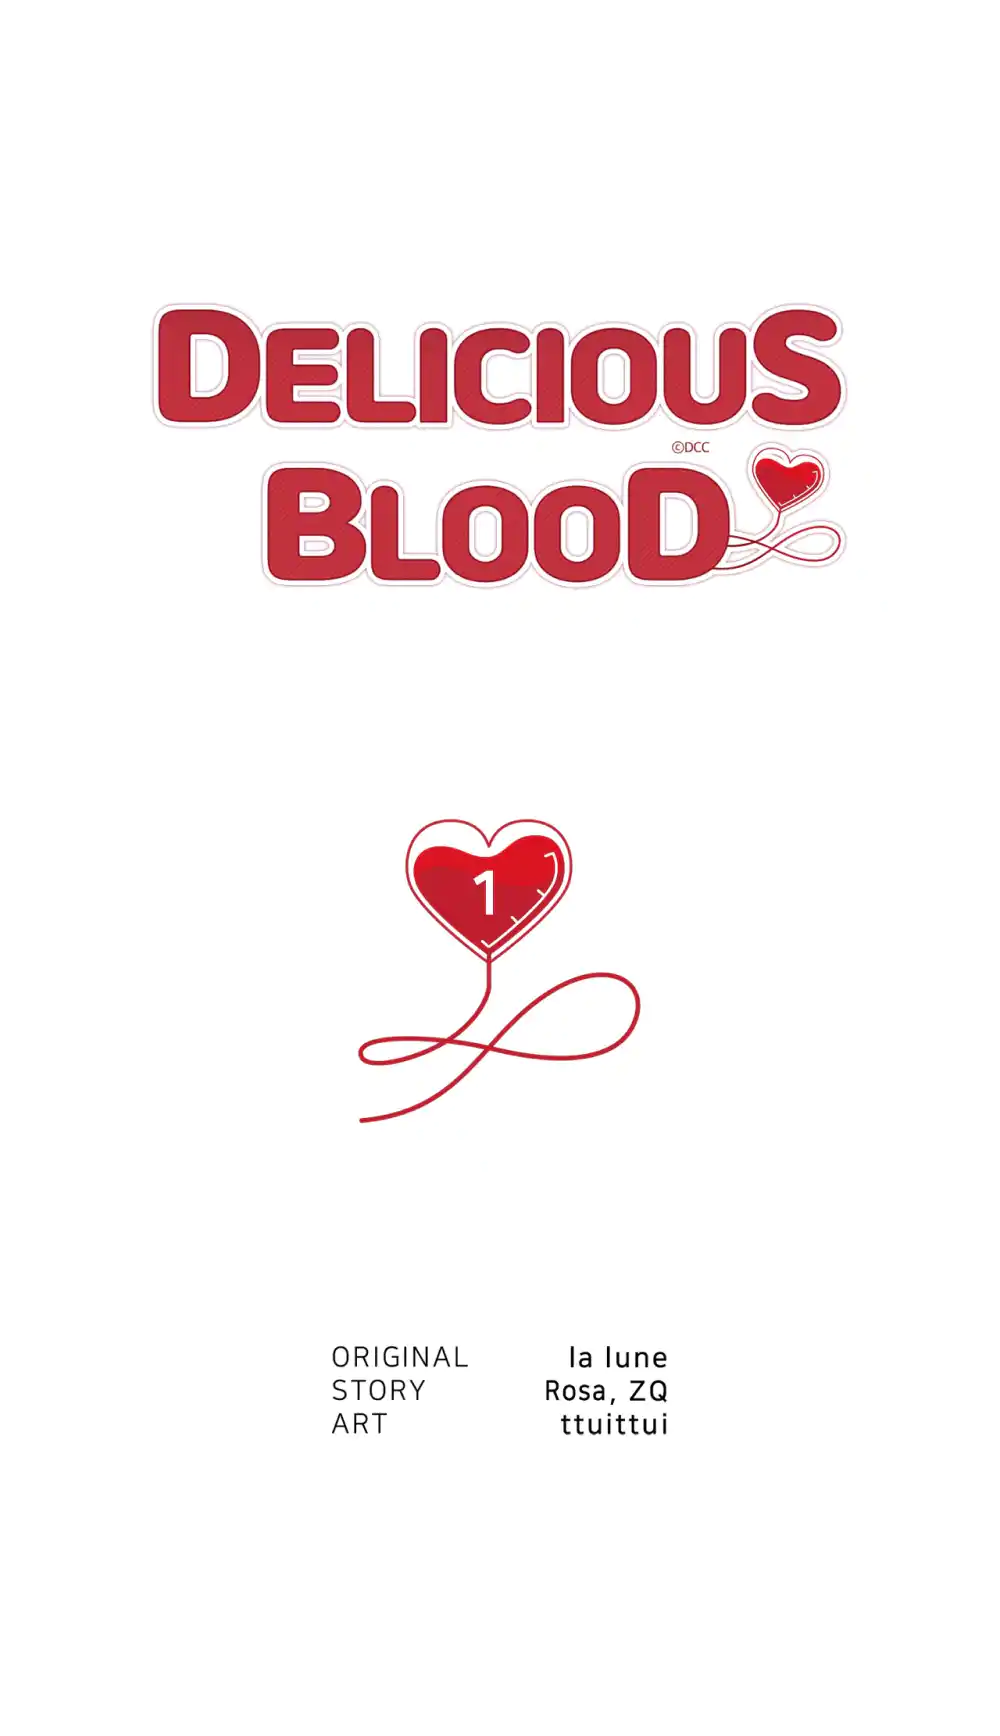 DELICIOUS
©DCC
BLOOD
1
ORIGINAL la lune
STORY Rosa, ZQ
ART ttuittui